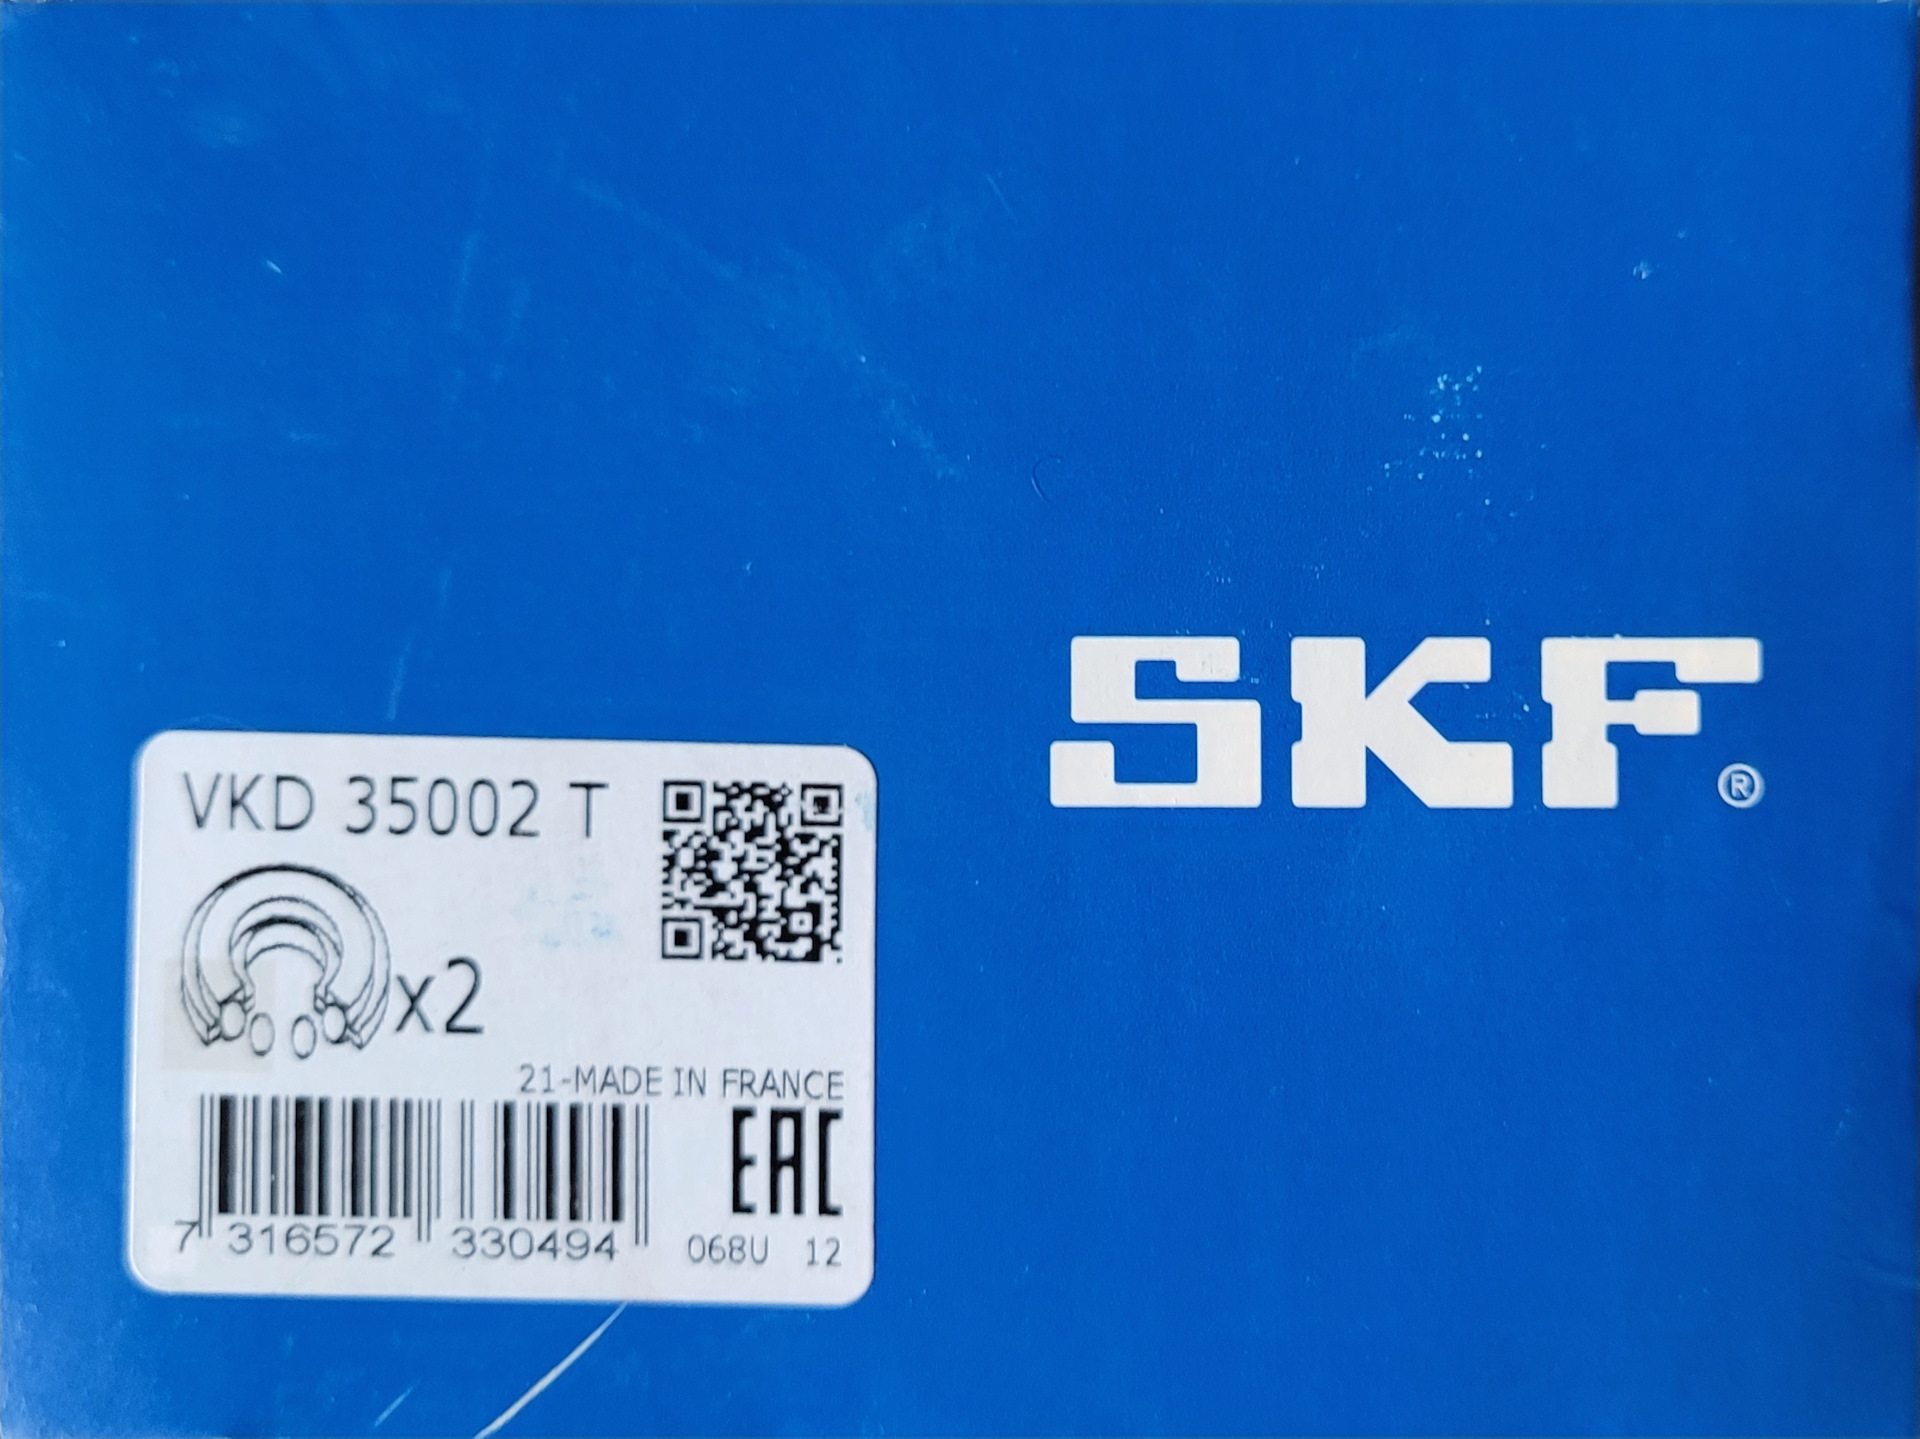 VKD 35002 T
x2
21-MADE IN FRANCE
EAC
7 316572 330494
068U 12
SKF®